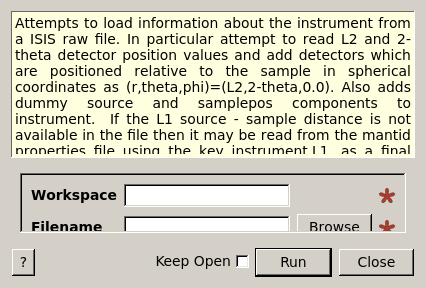 Attempts to load information about the instrument from
a ISIS raw file. In particular attempt to read L2 and 2-
theta detector position values and add detectors which
are positioned relative to the sample in spherical
coordinates as (r,theta,phi)=(L2,2-theta,0.0). Also adds
dummy source and samplepos components to
instrument. If the L1 source - sample distance is not
available in the file then it may be read from the mantid
properties file using the key instrument.L1, as a final
Workspace
*
Filename
Browse
*
?
Keep Open
Run
Close